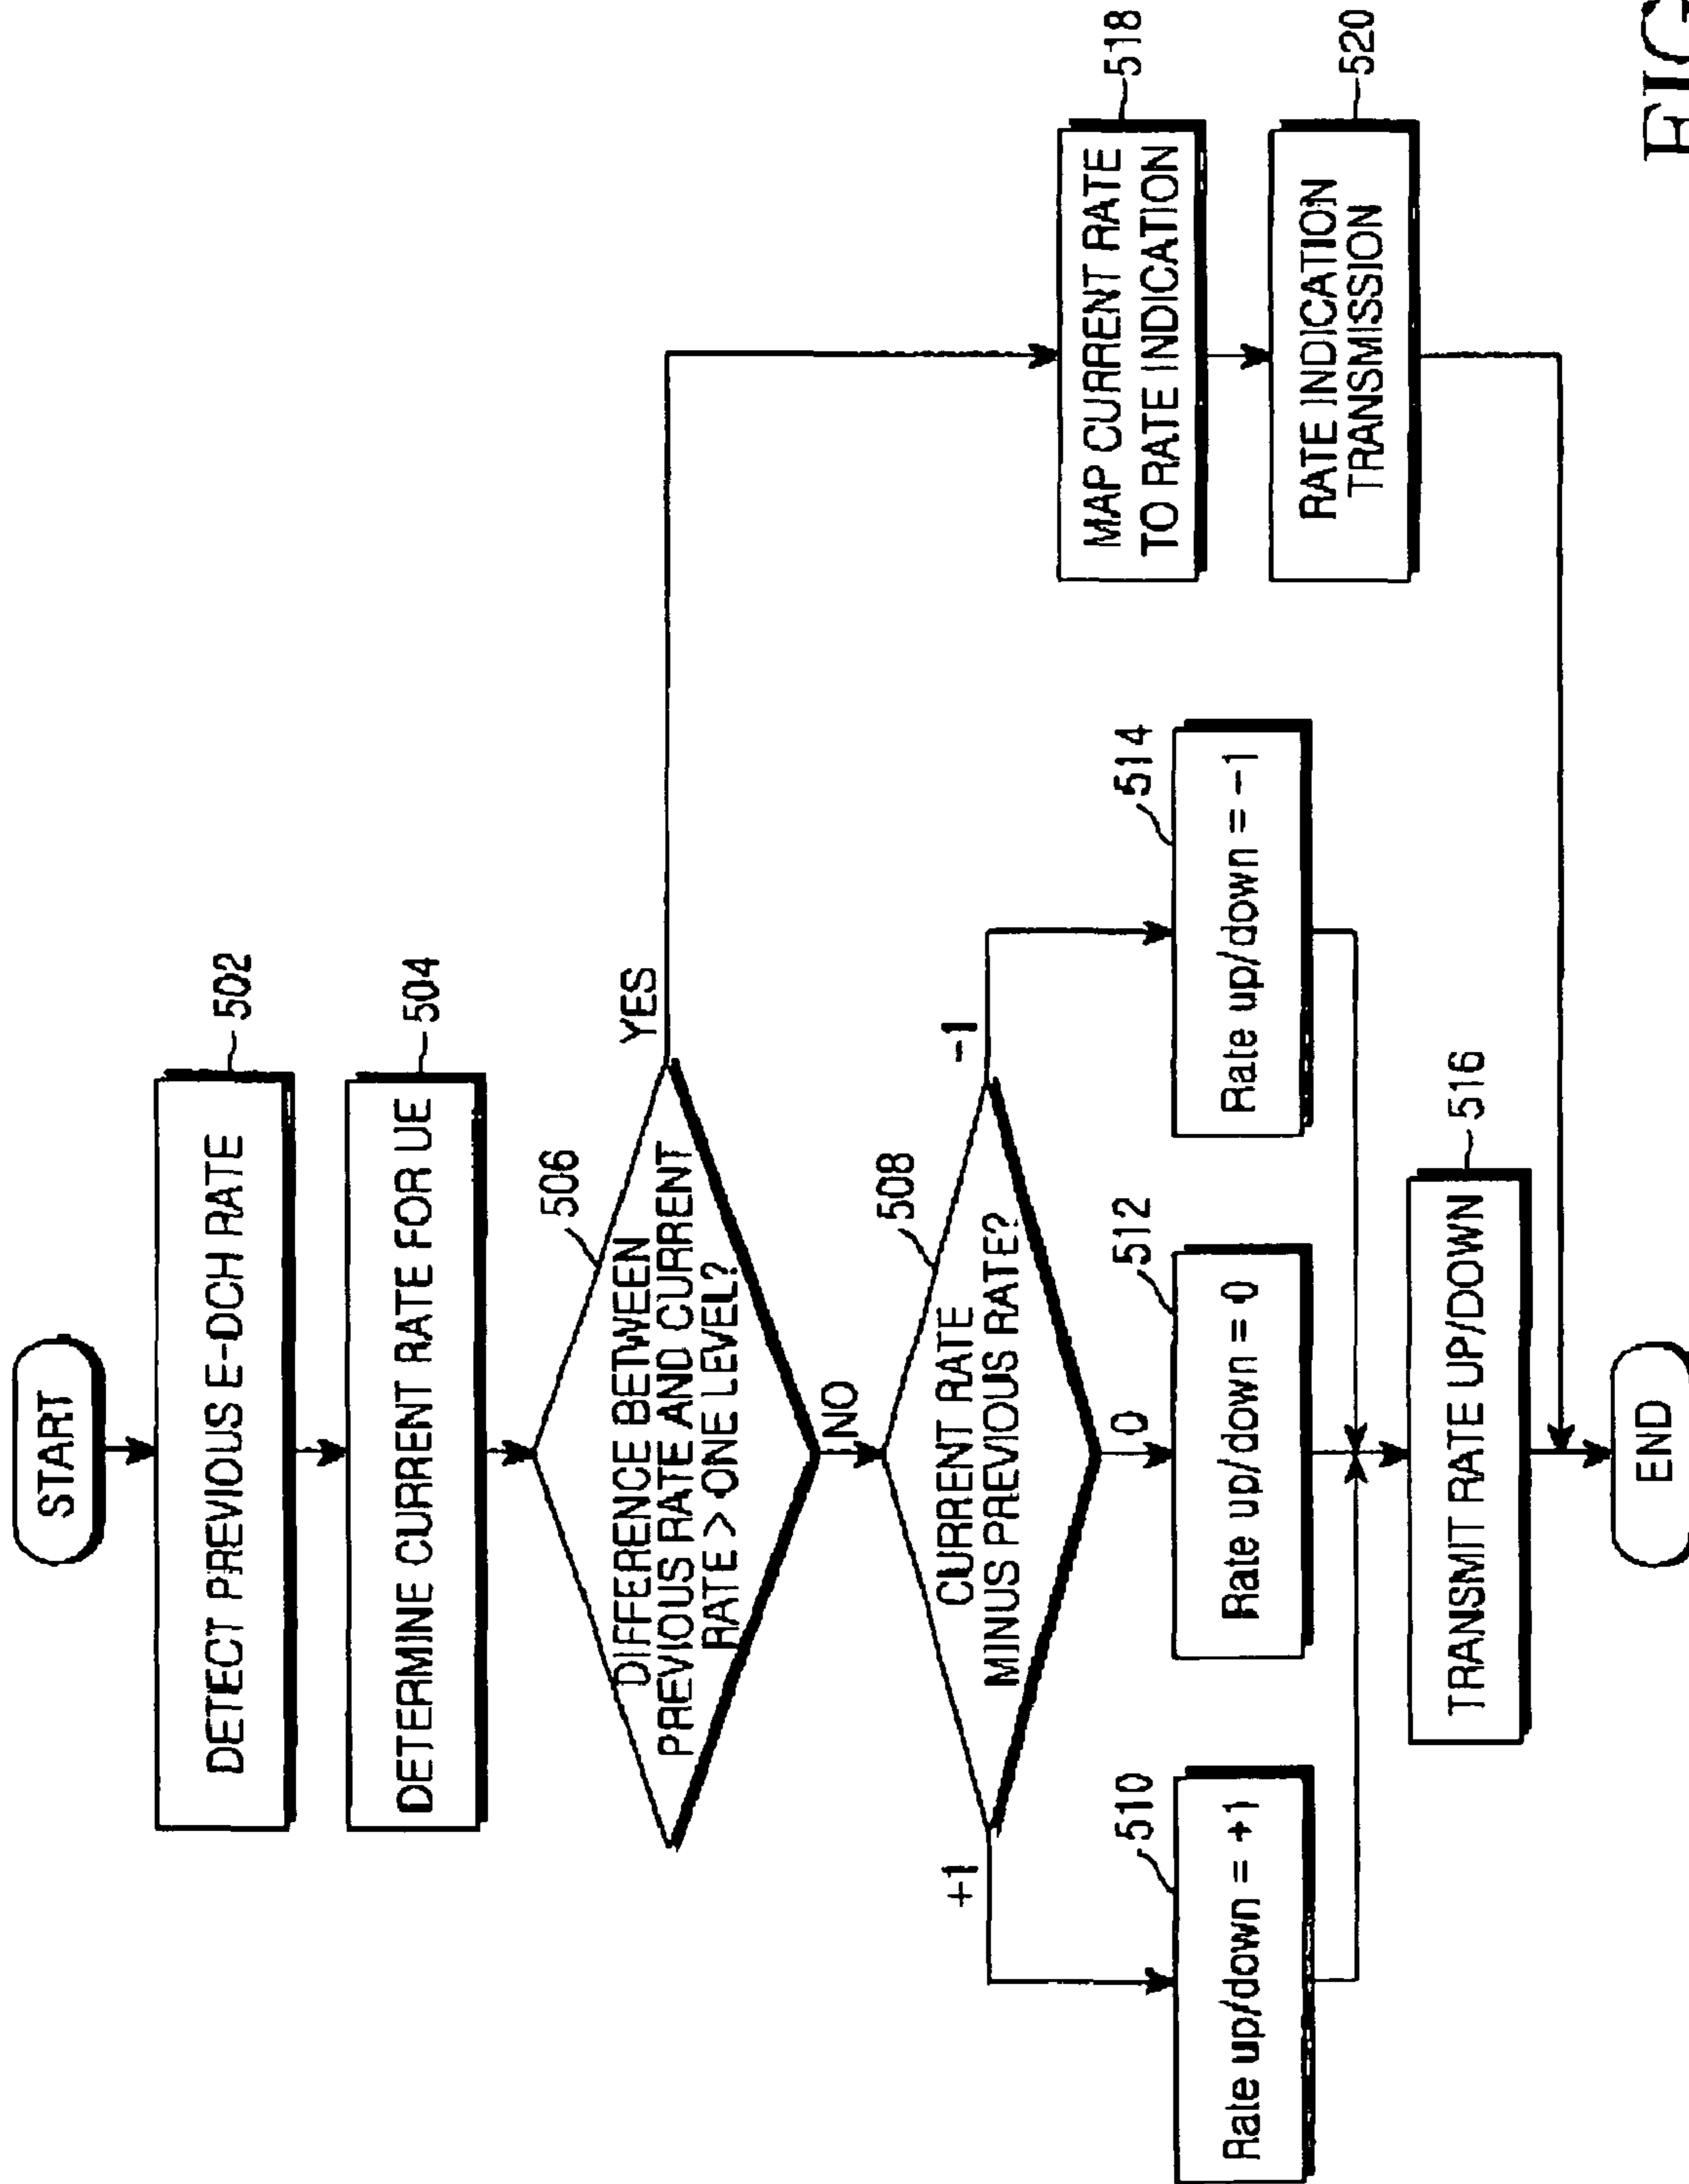 START
DETECT PREVIOUS E-DCH RATE
502
DETERMINE CURRENT RATE FOR UE
504
506
DIFFERENCE BETWEEN
PREVIOUS RATE AND CURRENT
RATE > ONE LEVEL?
YES
NO
508
CURRENT RATE
MINUS PREVIOUS RATE?
+1
0
-1
510
Rate up/down = +1
512
Rate up/down = 0
514
Rate up/down = -1
TRANSMIT RATE UP/DOWN
516
MAP CURRENT RATE
TO RATE INDICATION
518
RATE INDICATION
TRANSMISSION
520
END
FIG